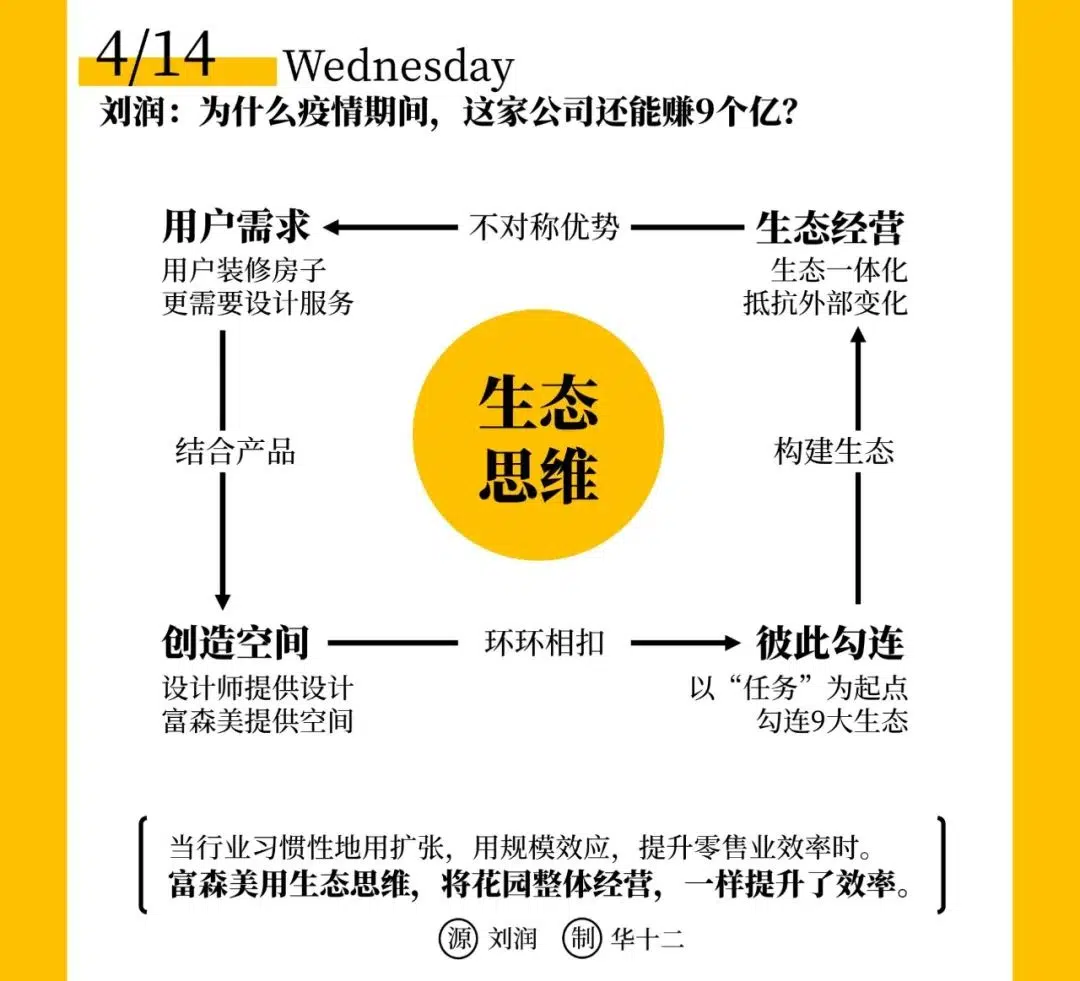 4/14 Wednesday
刘润：为什么疫情期间，这家公司还能赚9个亿？
用户需求
不对称优势
生态经营
用户装修房子
更需要设计服务
生态一体化
抵抗外部变化
生态
思维
结合产品
构建生态
创造空间
环环相扣
彼此勾连
设计师提供设计
富森美提供空间
以“任务”为起点
勾连9大生态
当行业习惯性地用扩张，用规模效应，提升零售业效率时。
富森美用生态思维，将花园整体经营，一样提升了效率。
源 刘润 制 华十二